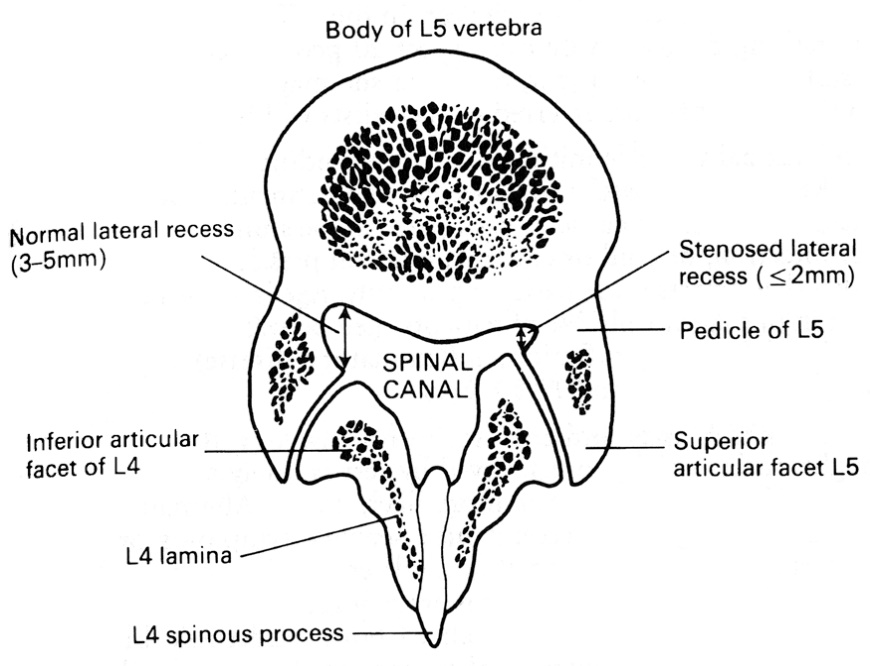 Body of L5 vertebra
Normal lateral recess
(3–5mm)
Stenosed lateral
recess (≤2mm)
Pedicle of L5
SPINAL
CANAL
Inferior articular
facet of L4
Superior
articular facet L5
L4 lamina
L4 spinous process